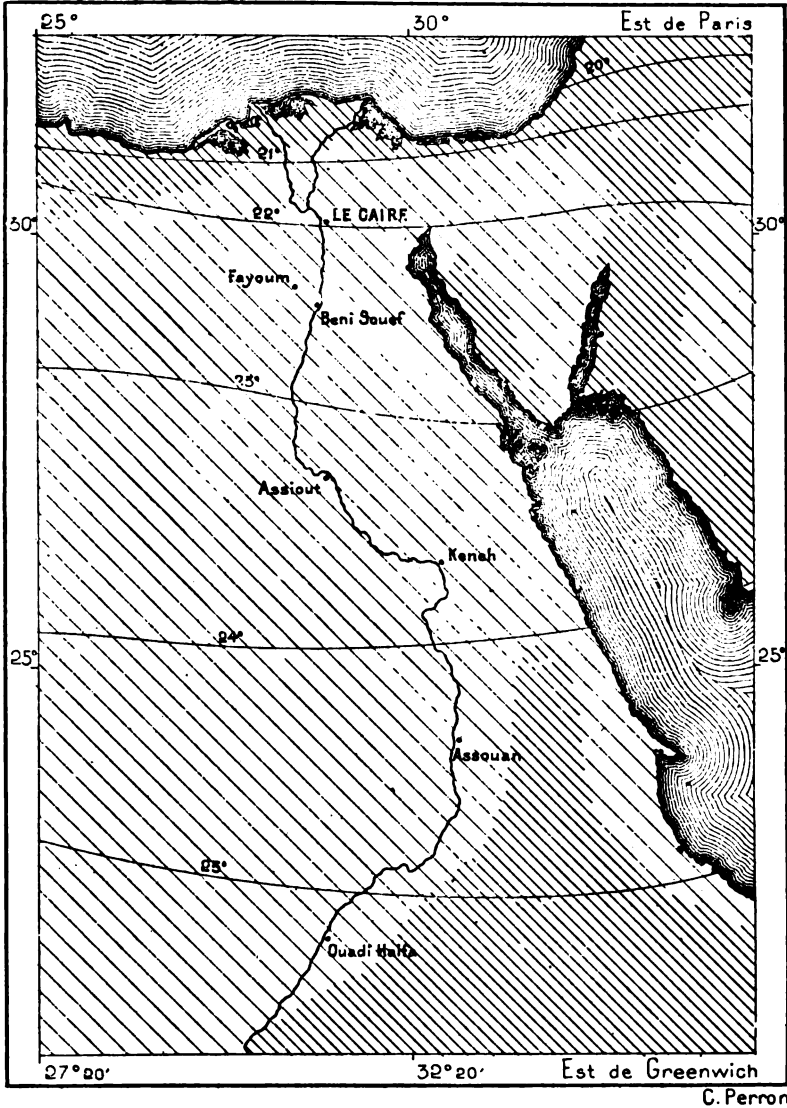 25° 30° Est de Paris
20°
21°
22° LE CAIRE
30° 30°
Fayoum
Beni Souef
23°
Assiout
Keneh
24°
25° 25°
Assouan
25°
Ouadi Halfa
27°20' 32°20' Est de Greenwich
C. Perron